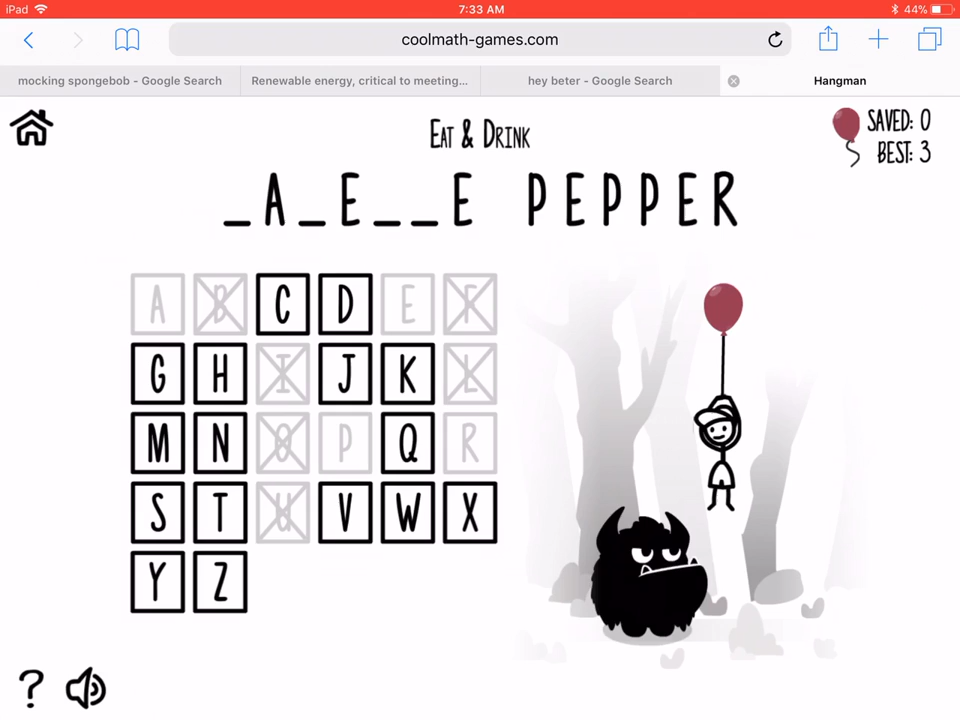 iPad 7:33 AM 44%
coolmath-games.com
mocking spongebob - Google Search Renewable energy, critical to meeting... hey beter - Google Search Hangman
EAT & DRINK
SAVED: 0
BEST: 3
_A_E__E PEPPER
A B C D E F
G H I J K L
M N O P Q R
S T U V W X
Y Z
?